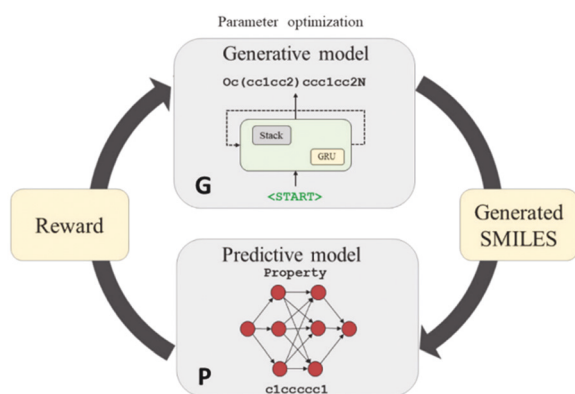 Parameter optimization
Generative model
Oc(cc1cc2)ccc1cc2N
Stack
GRU
G
<START>
Reward
Generated
SMILES
Predictive model
Property
P
c1ccccc1